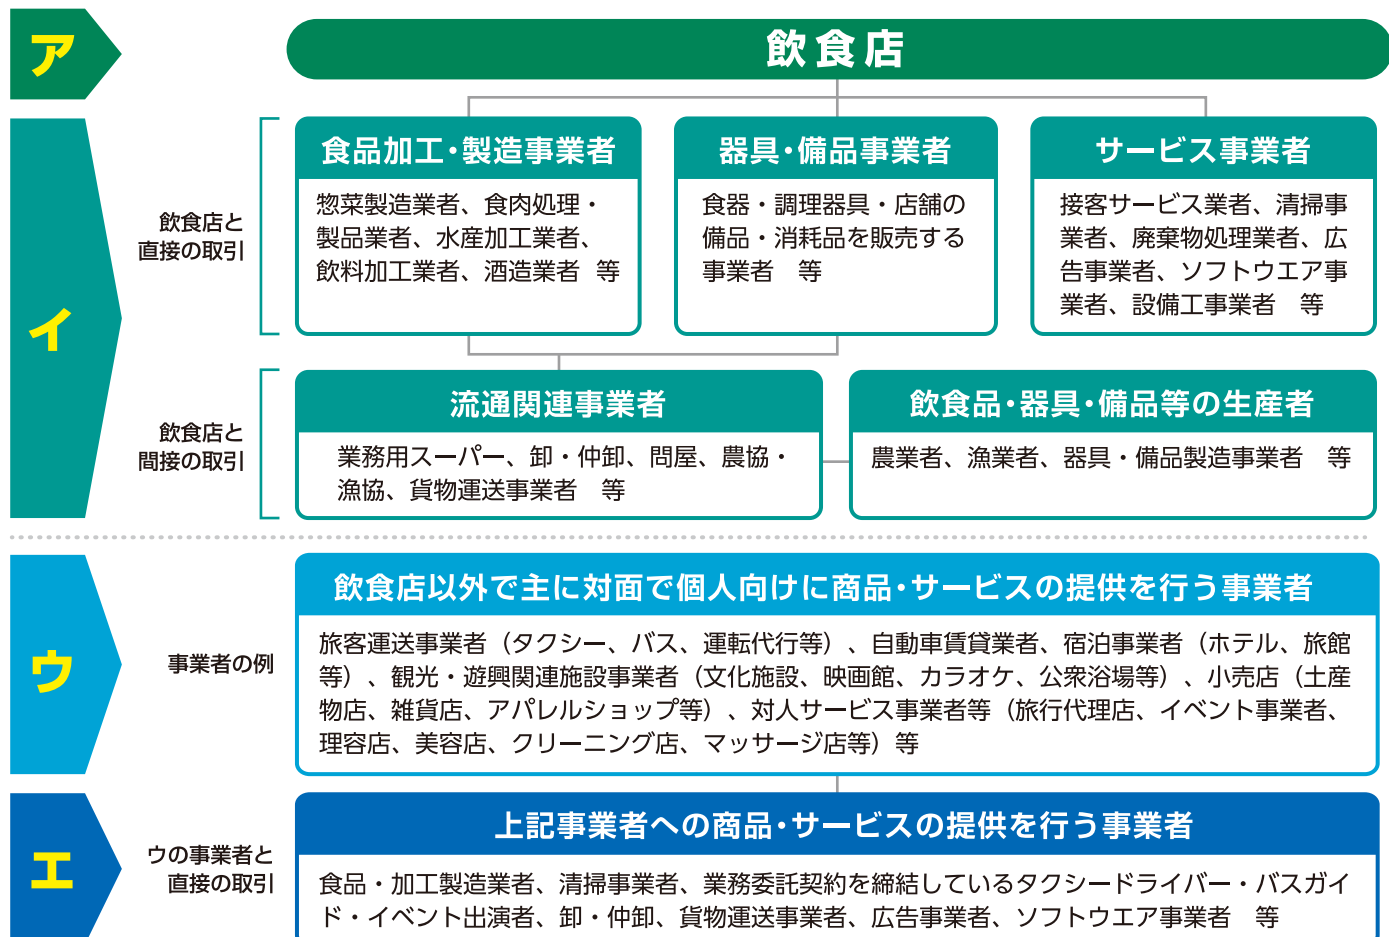 ア
飲食店
イ
飲食店と
直接の取引
食品加工・製造事業者
惣菜製造業者、食肉処理・
製品業者、水産加工業者、
飲料加工業者、酒造業者 等
器具・備品事業者
食器・調理器具・店舗の
備品・消耗品を販売する
事業者　等
サービス事業者
接客サービス業者、清掃事
業者、廃棄物処理業者、広
告事業者、ソフトウエア事
業者、設備工事業者　等
飲食店と
間接の取引
流通関連事業者
業務用スーパー、卸・仲卸、問屋、農協・
漁協、貨物運送事業者　等
飲食品・器具・備品等の生産者
農業者、漁業者、器具・備品製造事業者　等
ウ
事業者の例
飲食店以外で主に対面で個人向けに商品・サービスの提供を行う事業者
旅客運送事業者（タクシー、バス、運転代行等）、自動車賃貸業者、宿泊事業者（ホテル、旅館
等）、観光・遊興関連施設事業者（文化施設、映画館、カラオケ、公衆浴場等）、小売店（土産
物店、雑貨店、アパレルショップ等）、対人サービス事業者等（旅行代理店、イベント事業者、
理容店、美容店、クリーニング店、マッサージ店等）等
エ
ウの事業者と
直接の取引
上記事業者への商品・サービスの提供を行う事業者
食品・加工製造業者、清掃事業者、業務委託契約を締結しているタクシードライバー・バスガイ
ド・イベント出演者、卸・仲卸、貨物運送事業者、広告事業者、ソフトウエア事業者　等